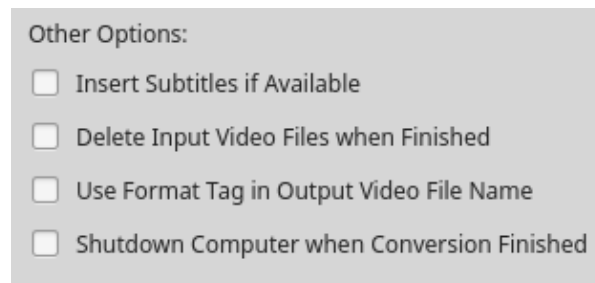 Other Options:
Insert Subtitles if Available
Delete Input Video Files when Finished
Use Format Tag in Output Video File Name
Shutdown Computer when Conversion Finished